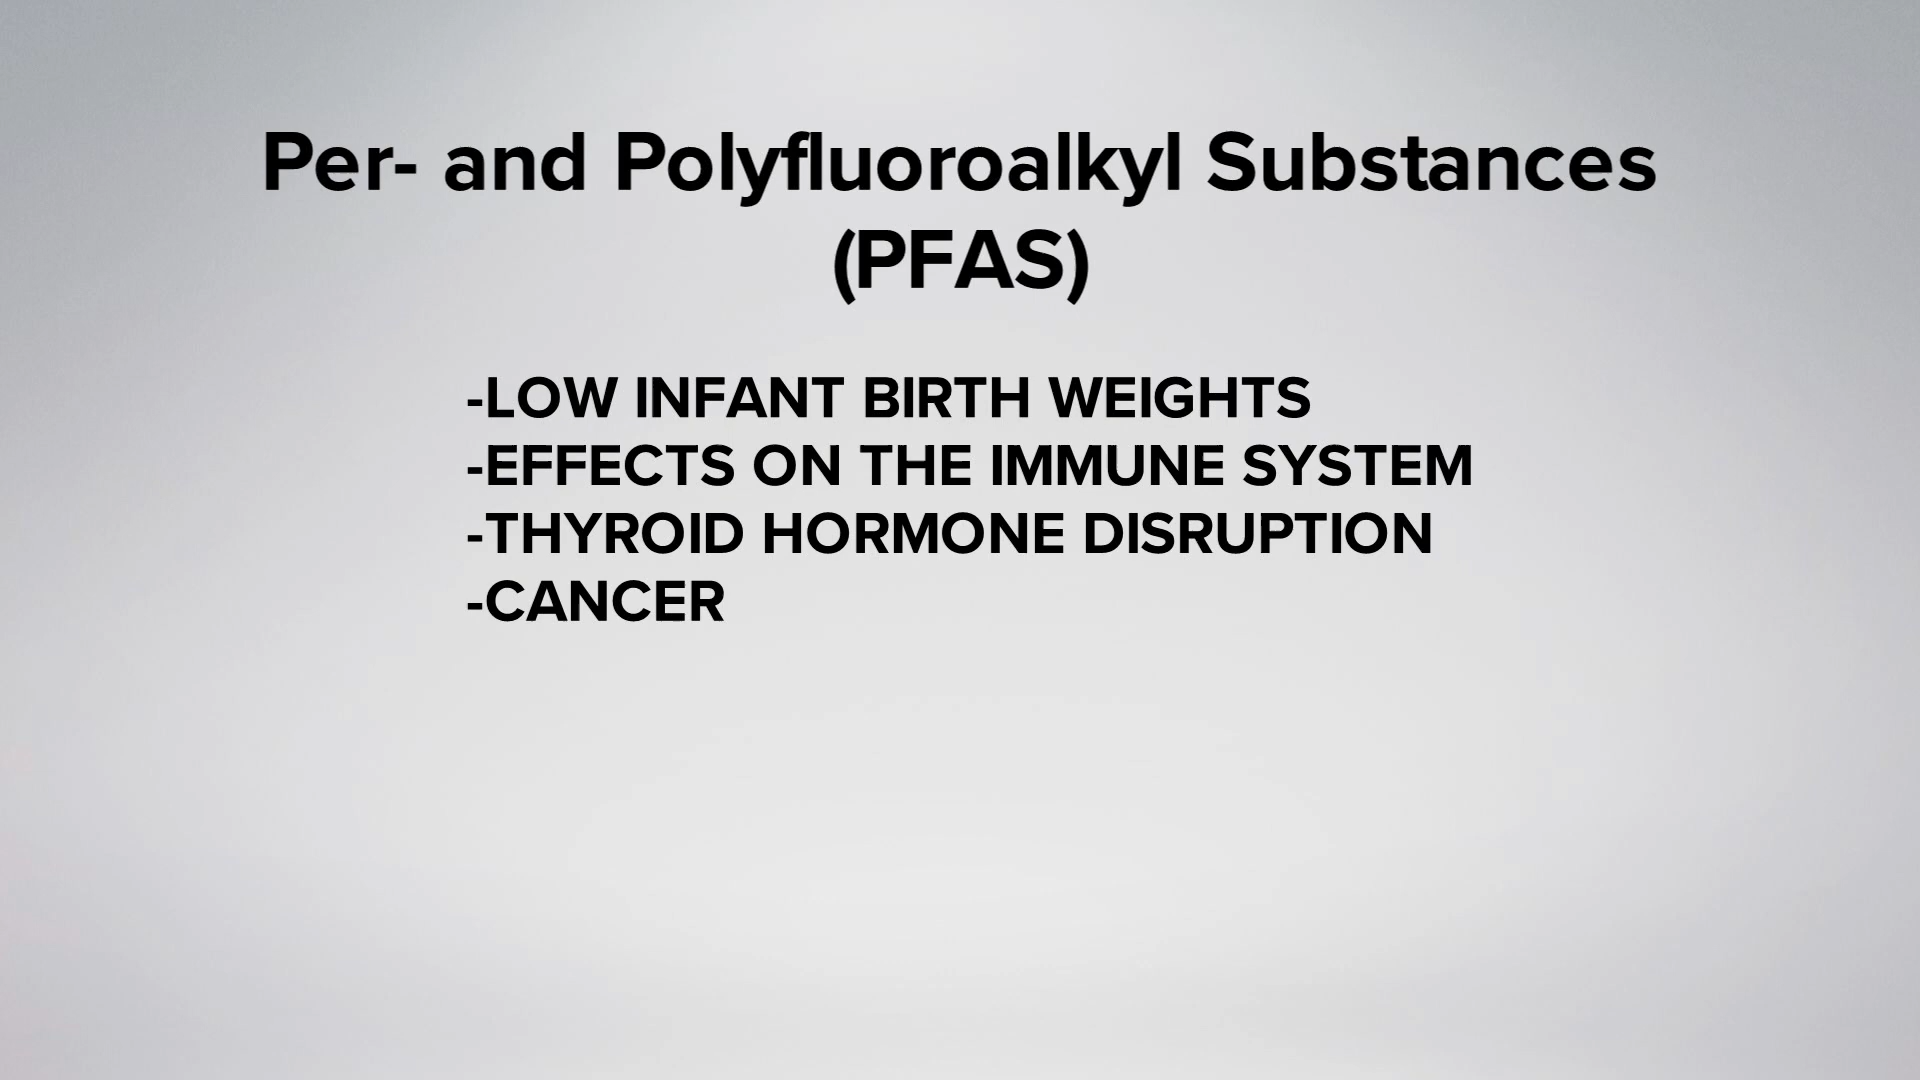 Per- and Polyfluoroalkyl Substances
(PFAS)
-LOW INFANT BIRTH WEIGHTS
-EFFECTS ON THE IMMUNE SYSTEM
-THYROID HORMONE DISRUPTION
-CANCER